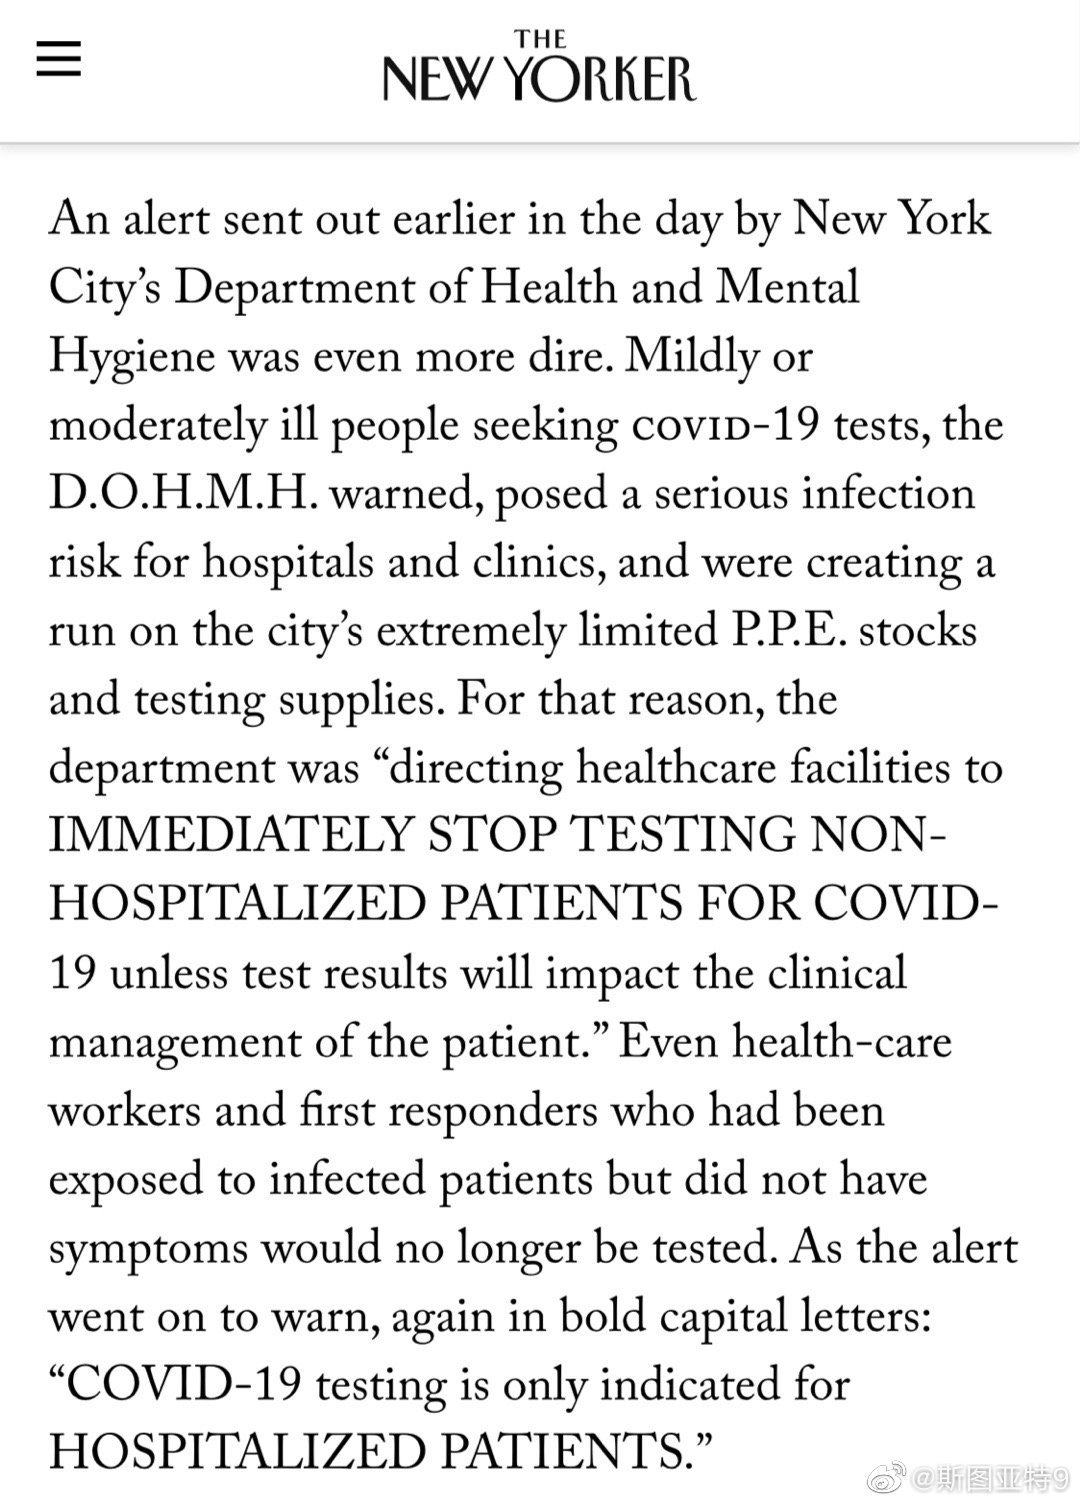 THE
NEW YORKER
An alert sent out earlier in the day by New York
City’s Department of Health and Mental
Hygiene was even more dire. Mildly or
moderately ill people seeking COVID-19 tests, the
D.O.H.M.H. warned, posed a serious infection
risk for hospitals and clinics, and were creating a
run on the city’s extremely limited P.P.E. stocks
and testing supplies. For that reason, the
department was “directing healthcare facilities to
IMMEDIATELY STOP TESTING NON-
HOSPITALIZED PATIENTS FOR COVID-
19 unless test results will impact the clinical
management of the patient.” Even health-care
workers and first responders who had been
exposed to infected patients but did not have
symptoms would no longer be tested. As the alert
went on to warn, again in bold capital letters:
“COVID-19 testing is only indicated for
HOSPITALIZED PATIENTS.”
@斯图亚特9